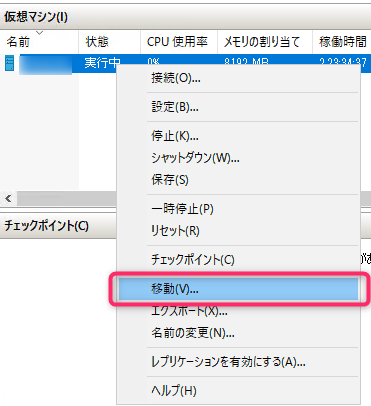 仮想マシン(I)
名前 状態 CPU 使用率 メモリの割り当て 稼働時間
実行中 0% 8192 MB 2.23:34:37
接続(O)...
設定(B)...
停止(K)...
シャットダウン(W)...
保存(S)
一時停止(P)
リセット(R)
チェックポイント(C)
チェックポイント(C)
移動(V)...
エクスポート(X)...
名前の変更(N)...
レプリケーションを有効にする(A)...
ヘルプ(H)